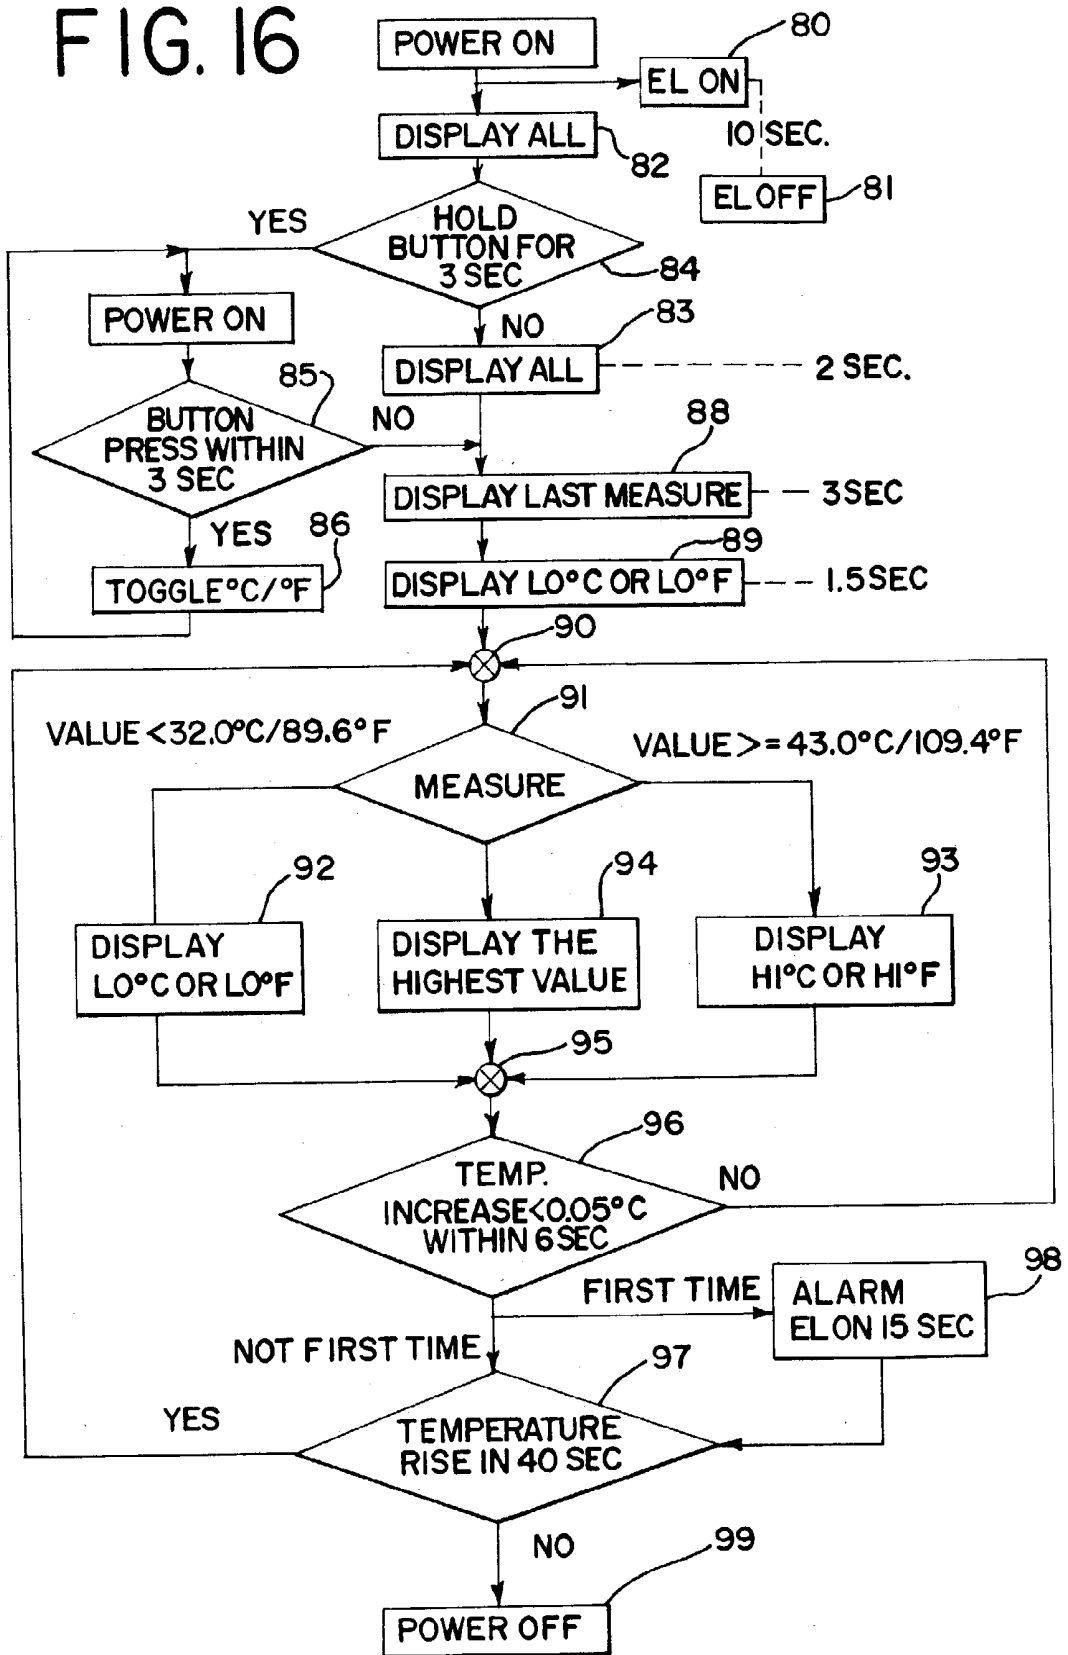 FIG. 16
POWER ON
80
EL ON
10 SEC.
DISPLAY ALL
82
EL OFF
81
YES
HOLD
BUTTON FOR
3 SEC
84
POWER ON
NO
83
DISPLAY ALL
2 SEC.
85
BUTTON
PRESS WITHIN
3 SEC
NO
88
DISPLAY LAST MEASURE
3SEC
YES
86
TOGGLE°C/°F
89
DISPLAY LO°C OR LO°F
1.5SEC
90
91
VALUE <32.0°C/89.6°F
VALUE >=43.0°C/109.4°F
MEASURE
92
94
93
DISPLAY
LO°C OR LO°F
DISPLAY THE
HIGHEST VALUE
DISPLAY
HI°C OR HI°F
95
96
TEMP.
INCREASE<0.05°C
WITHIN 6SEC
NO
98
FIRST TIME
ALARM
EL ON 15 SEC
NOT FIRST TIME
97
YES
TEMPERATURE
RISE IN 40 SEC
NO
99
POWER OFF